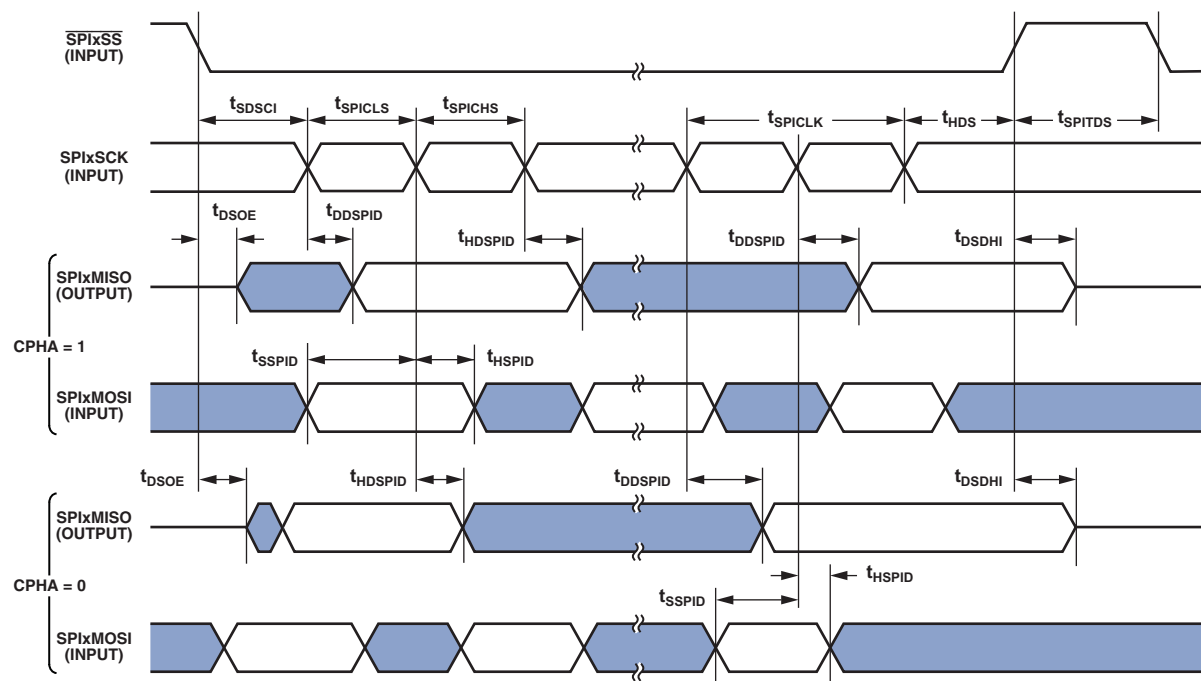 SPIxSS
(INPUT)
tSDSCI tSPICLS tSPICHS tSPICLK tHDS tSPITDS
SPIxSCK
(INPUT)
tDSOE tDDSPID tHDSPID tDDSPID tDSDHI
SPIxMISO
(OUTPUT)
CPHA = 1
tSSPID tHSPID
SPIxMOSI
(INPUT)
tDSOE tHDSPID tDDSPID tDSDHI
SPIxMISO
(OUTPUT)
CPHA = 0
tHSPID
tSSPID
SPIxMOSI
(INPUT)